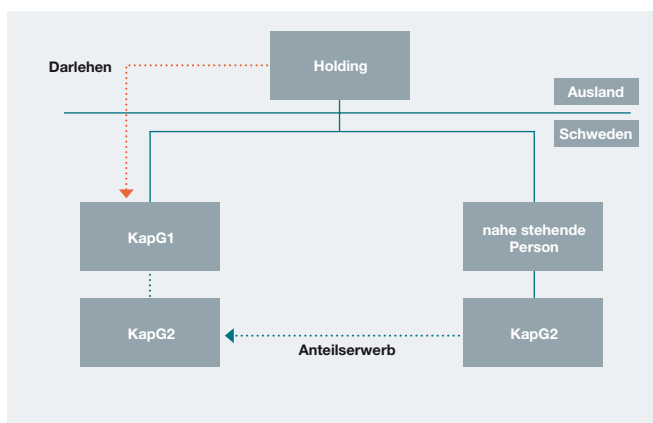 Darlehen
Holding
Ausland
Schweden
KapG1
nahe stehende
Person
KapG2
Anteilserwerb
KapG2